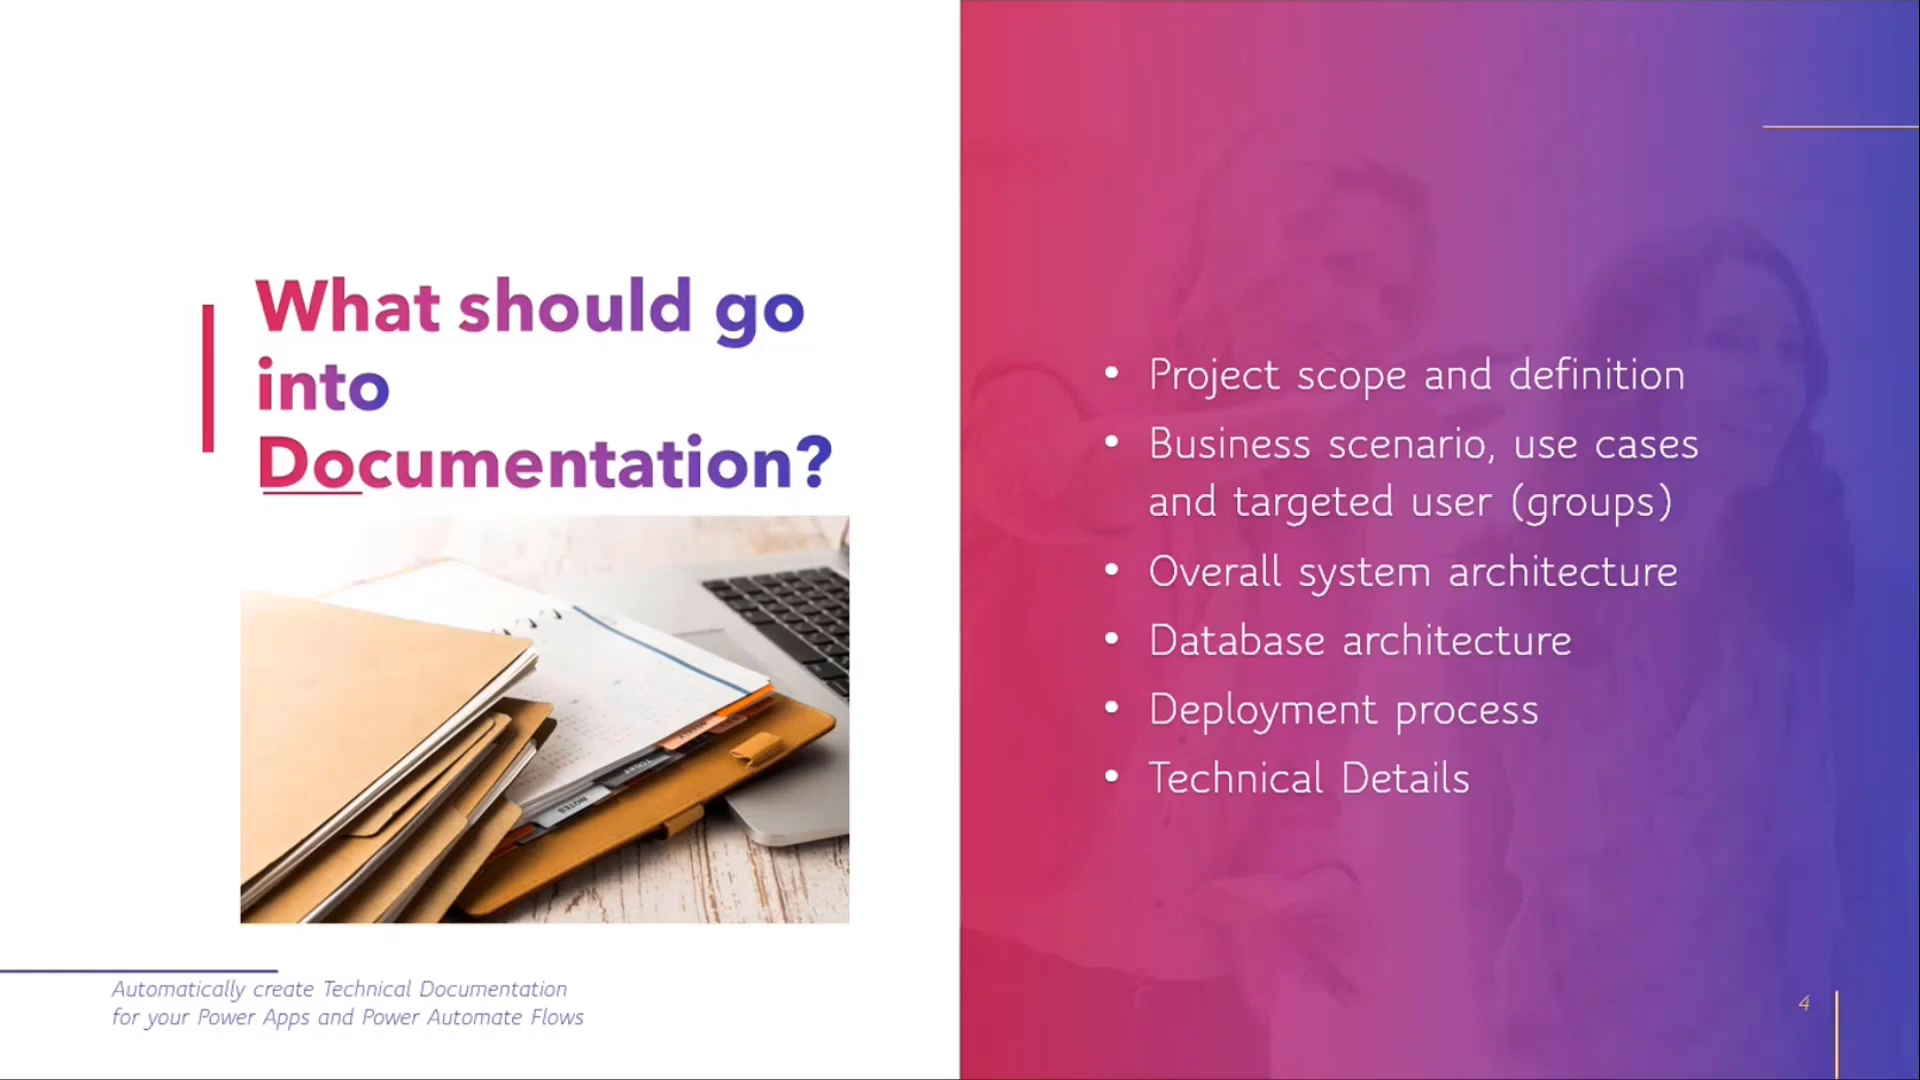 What should go
into
Documentation?
NOTES
TODAY
Automatically create Technical Documentation
for your Power Apps and Power Automate Flows
• Project scope and definition
• Business scenario, use cases
and targeted user (groups)
• Overall system architecture
• Database architecture
• Deployment process
• Technical Details
4